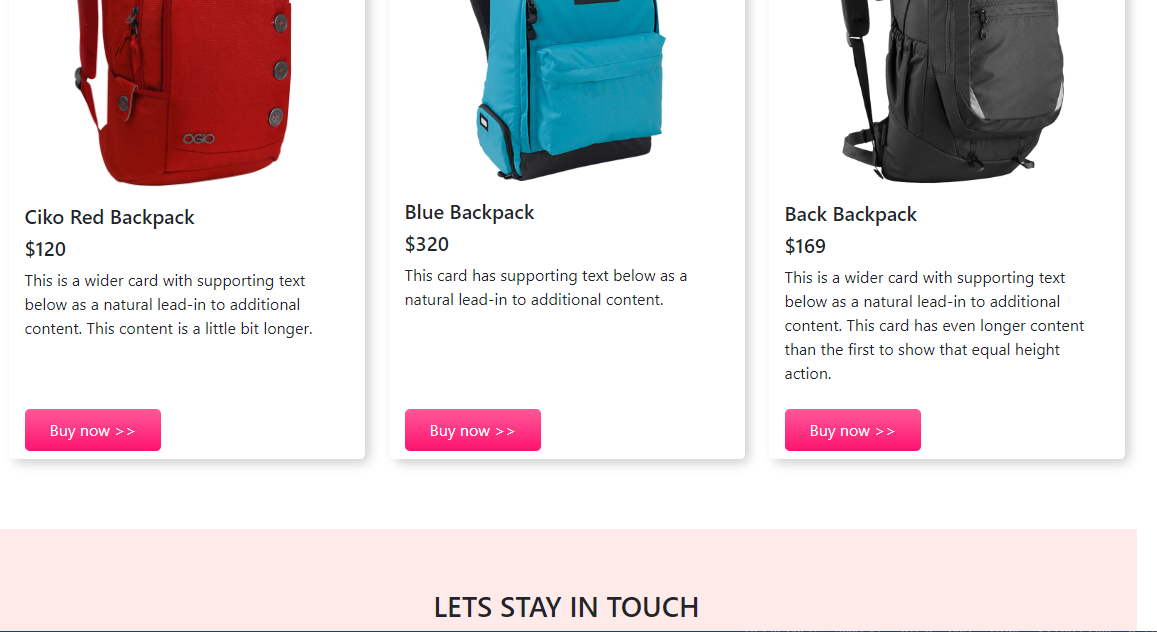 OGIO
Ciko Red Backpack
$120
This is a wider card with supporting text
below as a natural lead-in to additional
content. This content is a little bit longer.
Buy now >>
Blue Backpack
$320
This card has supporting text below as a
natural lead-in to additional content.
Buy now >>
Back Backpack
$169
This is a wider card with supporting text
below as a natural lead-in to additional
content. This card has even longer content
than the first to show that equal height
action.
Buy now >>
LETS STAY IN TOUCH